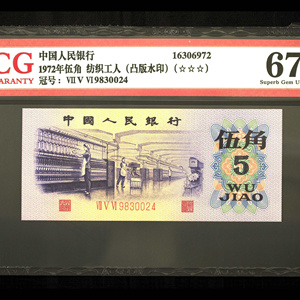 CG
ARRANTY
中国人民银行
1972年伍角 纺织工人（凸版水印）（☆☆☆）
冠号：Ⅶ Ⅴ Ⅵ 9830024
16306972
67
Superb Gem U
中国人民银行
伍角
5
WU
JIAO
Ⅶ Ⅴ Ⅵ 9830024